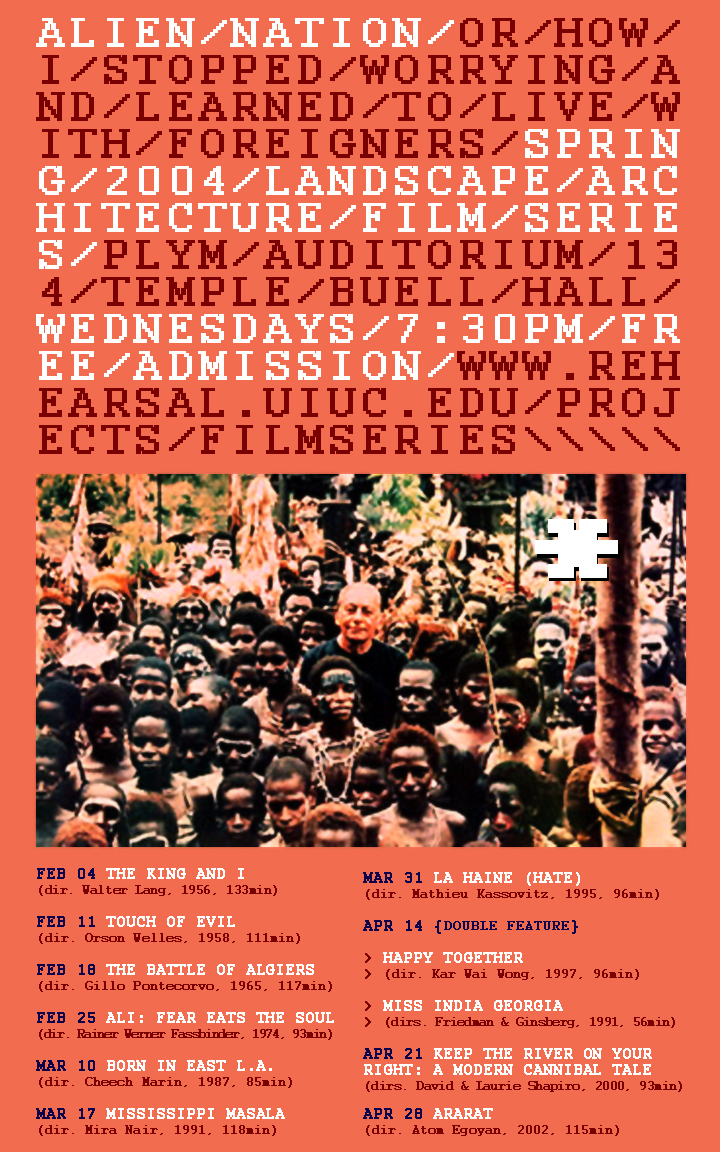 ALIEN/NATION/OR/HOW/
I/STOPPED/WORRYING/A
ND/LEARNED/TO/LIVE/W
ITH/FOREIGNERS/SPRIN
G/2004/LANDSCAPE/ARC
HITECTURE/FILM/SERIE
S/PLYM/AUDITORIUM/13
4/TEMPLE/BUELL/HALL/
WEDNESDAYS/7:30PM/FR
EE/ADMISSION/WWW.REH
EARSAL.UIUC.EDU/PROJ
ECTS/FILMSERIES\\\\\
FEB 04 THE KING AND I
(dir. Walter Lang, 1956, 133min)
FEB 11 TOUCH OF EVIL
(dir. Orson Welles, 1958, 111min)
FEB 18 THE BATTLE OF ALGIERS
(dir. Gillo Pontecorvo, 1965, 117min)
FEB 25 ALI: FEAR EATS THE SOUL
(dir. Rainer Werner Fassbinder, 1974, 93min)
MAR 10 BORN IN EAST L.A.
(dir. Cheech Marin, 1987, 85min)
MAR 17 MISSISSIPPI MASALA
(dir. Mira Nair, 1991, 118min)
MAR 31 LA HAINE (HATE)
(dir. Mathieu Kassovitz, 1995, 96min)
APR 14 {DOUBLE FEATURE}
> HAPPY TOGETHER
> (dir. Kar Wai Wong, 1997, 96min)
> MISS INDIA GEORGIA
> (dirs. Friedman & Ginsberg, 1991, 56min)
APR 21 KEEP THE RIVER ON YOUR
RIGHT: A MODERN CANNIBAL TALE
(dirs. David & Laurie Shapiro, 2000, 93min)
APR 28 ARARAT
(dir. Atom Egoyan, 2002, 115min)